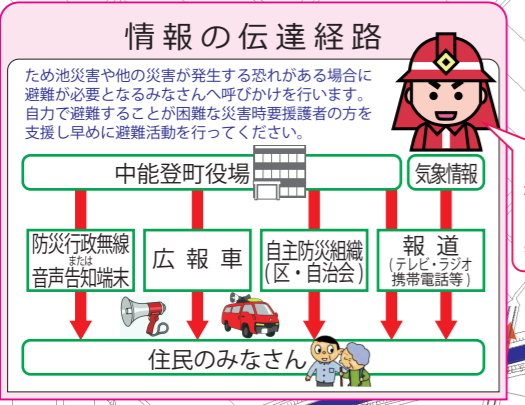 情報の伝達経路
ため池災害や他の災害が発生する恐れがある場合に
避難が必要となるみなさんへ呼びかけを行います。
自力で避難することが困難な災害時要援護者の方を
支援し早めに避難活動を行ってください。
中能登町役場
気象情報
防災行政無線
または
音声告知端末
広報車
自主防災組織
(区・自治会)
報道
(テレビ・ラジオ
携帯電話等)
住民のみなさん